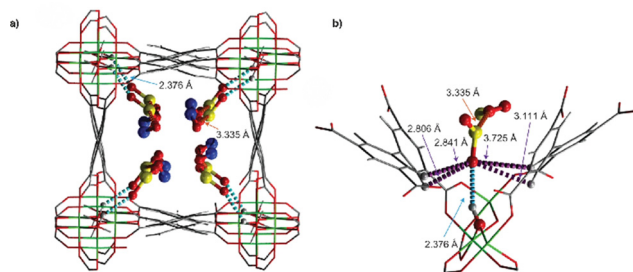 a)
2.376 Å
3.335 Å
b)
3.335 Å
3.111 Å
2.806 Å
3.725 Å
2.841 Å
2.376 Å